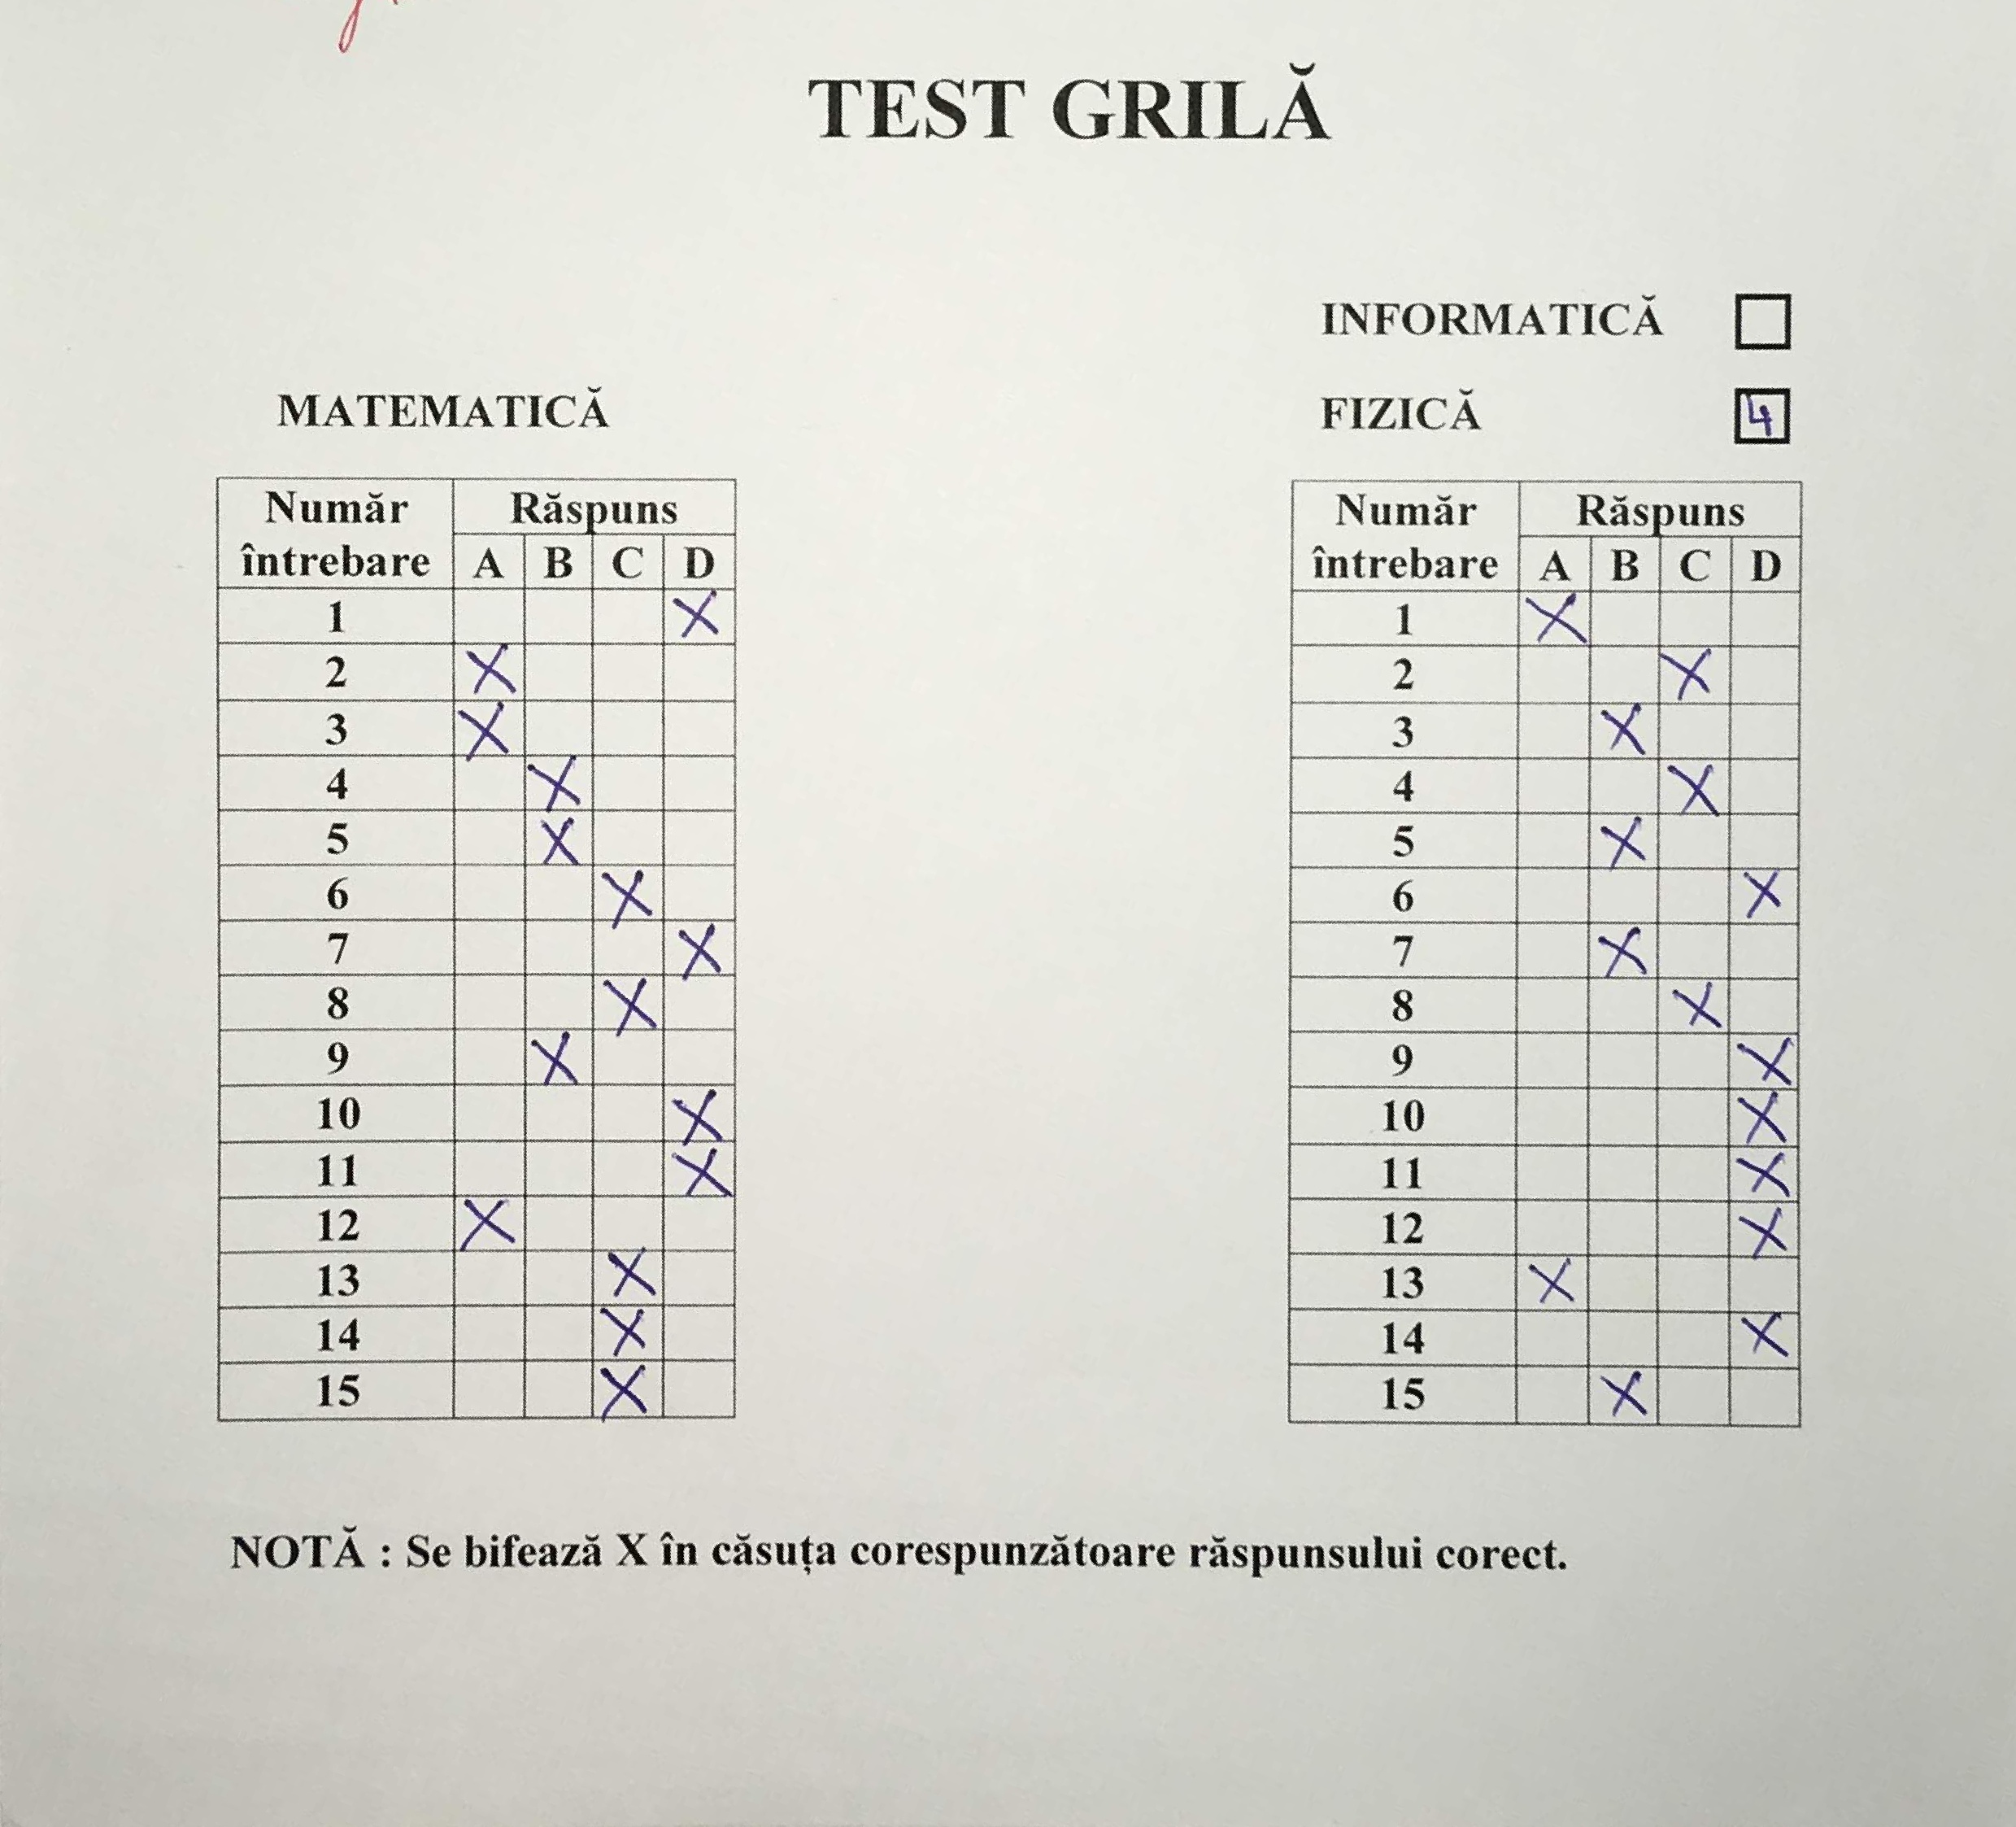 TEST GRILĂ
INFORMATICĂ
MATEMATICĂ
FIZICĂ 4
Număr întrebare Răspuns
A B C D
1 X
2 X
3 X
4 X
5 X
6 X
7 X
8 X
9 X
10 X
11 X
12 X
13 X
14 X
15 X
Număr întrebare Răspuns
A B C D
1 X
2 X
3 X
4 X
5 X
6 X
7 X
8 X
9 X
10 X
11 X
12 X
13 X
14 X
15 X
NOTĂ : Se bifează X în căsuța corespunzătoare răspunsului corect.